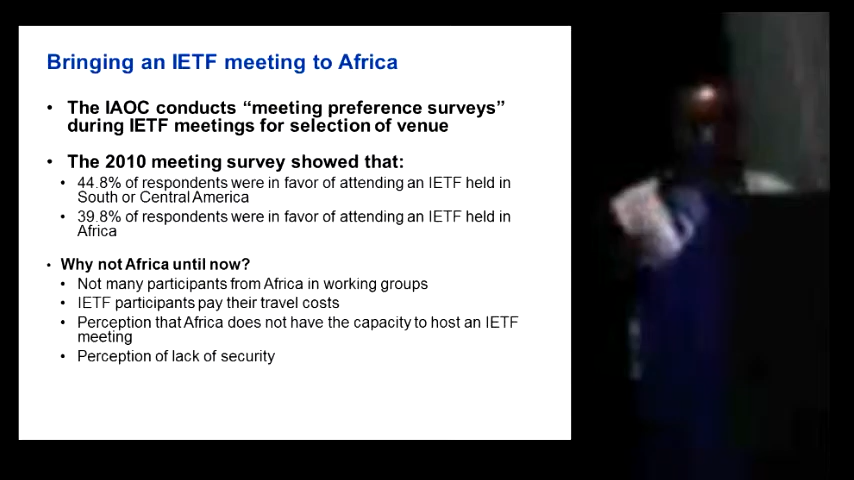 Bringing an IETF meeting to Africa
• The IAOC conducts “meeting preference surveys”
during IETF meetings for selection of venue
• The 2010 meeting survey showed that:
• 44.8% of respondents were in favor of attending an IETF held in
South or Central America
• 39.8% of respondents were in favor of attending an IETF held in
Africa
• Why not Africa until now?
• Not many participants from Africa in working groups
• IETF participants pay their travel costs
• Perception that Africa does not have the capacity to host an IETF
meeting
• Perception of lack of security